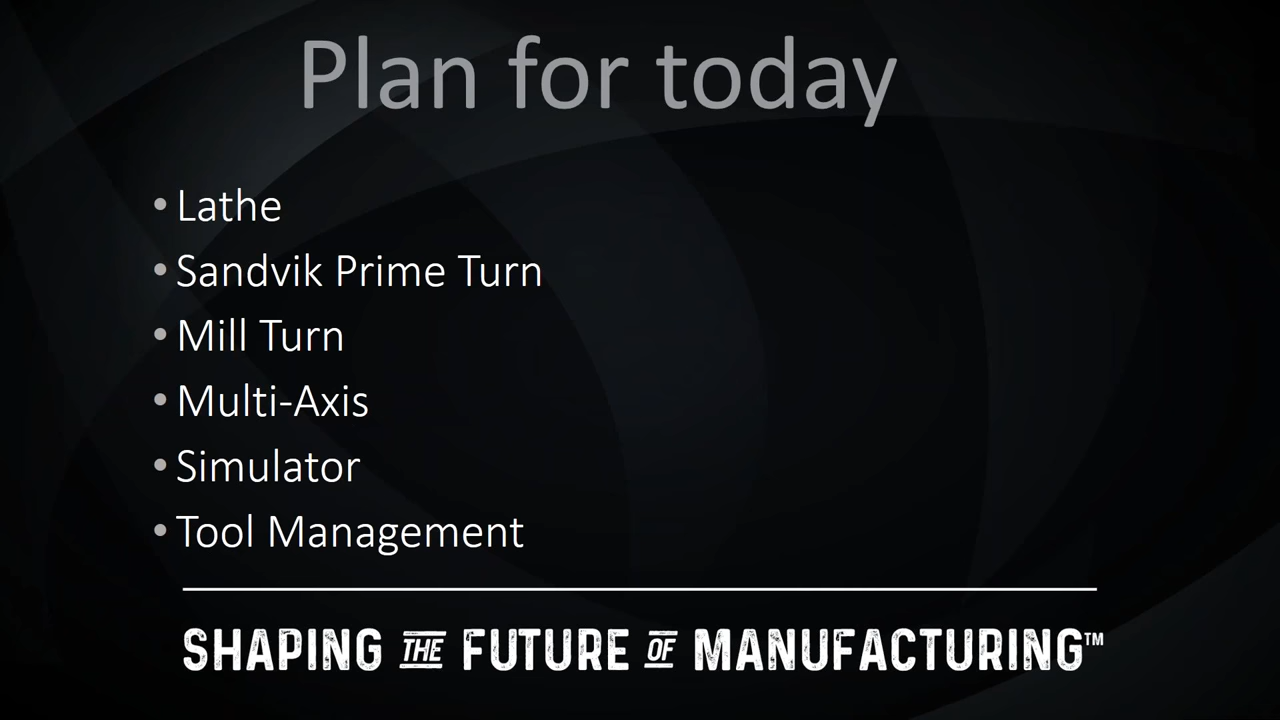 Plan for today
• Lathe
• Sandvik Prime Turn
• Mill Turn
• Multi-Axis
• Simulator
• Tool Management
SHAPING THE FUTURE OF MANUFACTURING™